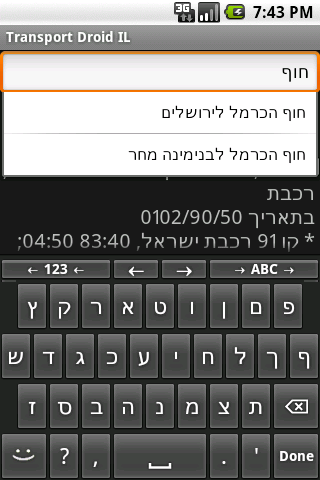 3G 7:43 PM
Transport Droid IL
חוף
חוף הכרמל לירושלים
חוף הכרמל לבנימינה מחר
רכבת
בתאריך 0102/90/50
* קו 91 רכבת ישראל, 83:40 04:50;
← 123 ← ← → → ABC →
פ ם ן ו ט א ר ק ץ
ף ך ל ח י ע כ ג ד ש
ת צ מ נ ה ב ס ז
? , . ' Done